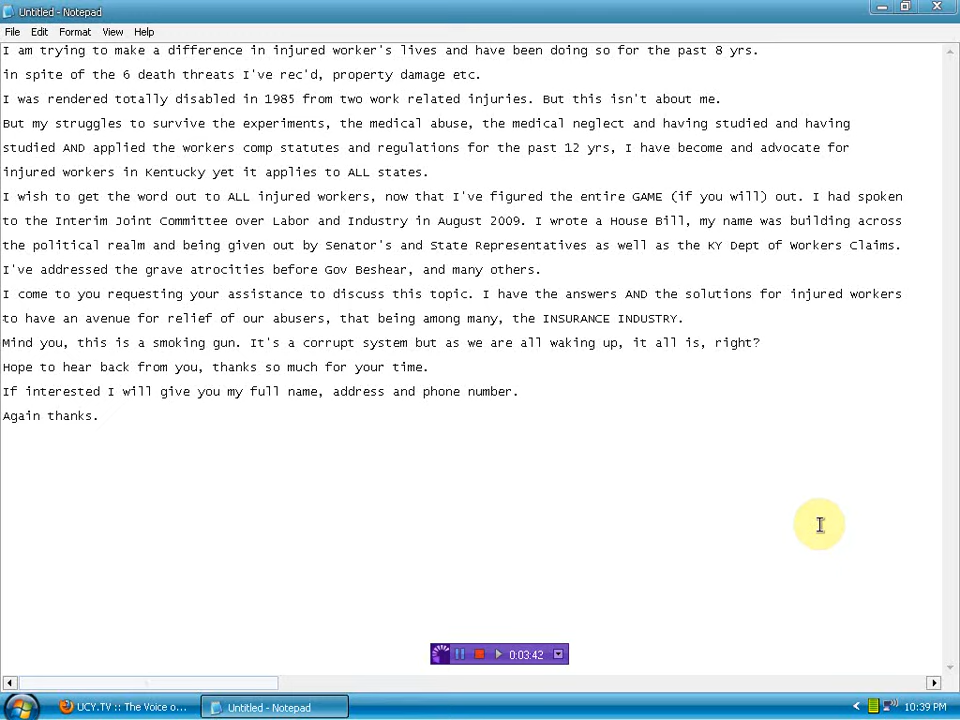 Untitled - Notepad
File Edit Format View Help
I am trying to make a difference in injured worker's lives and have been doing so for the past 8 yrs.
in spite of the 6 death threats I've rec'd, property damage etc.
I was rendered totally disabled in 1985 from two work related injuries. But this isn't about me.
But my struggles to survive the experiments, the medical abuse, the medical neglect and having studied and having
studied AND applied the workers comp statutes and regulations for the past 12 yrs, I have become and advocate for
injured workers in Kentucky yet it applies to ALL states.
I wish to get the word out to ALL injured workers, now that I've figured the entire GAME (if you will) out. I had spoken
to the Interim Joint Committee over Labor and Industry in August 2009. I wrote a House Bill, my name was building across
the political realm and being given out by Senator's and State Representatives as well as the KY Dept of Workers Claims.
I've addressed the grave atrocities before Gov Beshear, and many others.
I come to you requesting your assistance to discuss this topic. I have the answers AND the solutions for injured workers
to have an avenue for relief of our abusers, that being among many, the INSURANCE INDUSTRY.
Mind you, this is a smoking gun. It's a corrupt system but as we are all waking up, it all is, right?
Hope to hear back from you, thanks so much for your time.
If interested I will give you my full name, address and phone number.
Again thanks.
0:03:42
UCY.TV :: The Voice o... Untitled - Notepad 10:39 PM